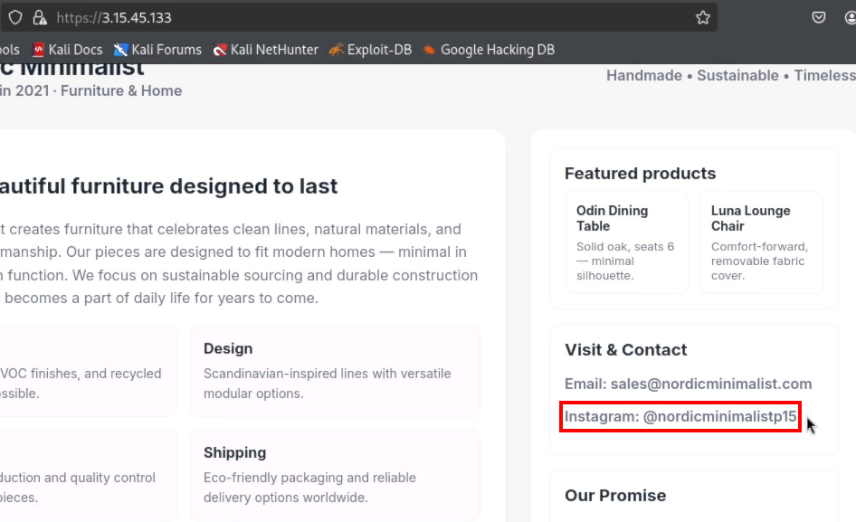 https://3.15.45.133
ools Kali Docs Kali Forums Kali NetHunter Exploit-DB Google Hacking DB
c Minimalist
in 2021 · Furniture & Home
Handmade • Sustainable • Timeless
autiful furniture designed to last
t creates furniture that celebrates clean lines, natural materials, and
manship. Our pieces are designed to fit modern homes — minimal in
n function. We focus on sustainable sourcing and durable construction
becomes a part of daily life for years to come.
VOC finishes, and recycled
ossible.
Design
Scandinavian-inspired lines with versatile
modular options.
duction and quality control
pieces.
Shipping
Eco-friendly packaging and reliable
delivery options worldwide.
Featured products
Odin Dining
Table
Solid oak, seats 6
— minimal
silhouette.
Luna Lounge
Chair
Comfort-forward,
removable fabric
cover.
Visit & Contact
Email: sales@nordicminimalist.com
Instagram: @nordicminimalistp15
Our Promise